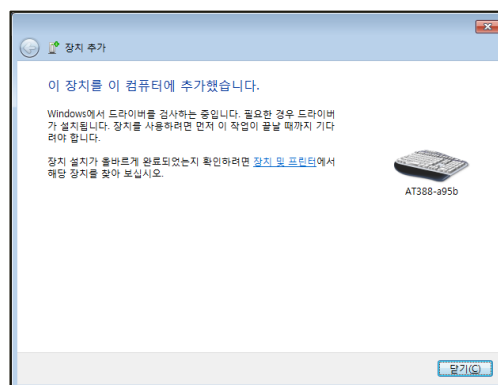 장치 추가
이 장치를 이 컴퓨터에 추가했습니다.
Windows에서 드라이버를 검사하는 중입니다. 필요한 경우 드라이버
가 설치됩니다. 장치를 사용하려면 먼저 이 작업이 끝날 때까지 기다
려야 합니다.
장치 설치가 올바르게 완료되었는지 확인하려면 장치 및 프린터에서
해당 장치를 찾아 보십시오.
AT388-a95b
닫기(C)